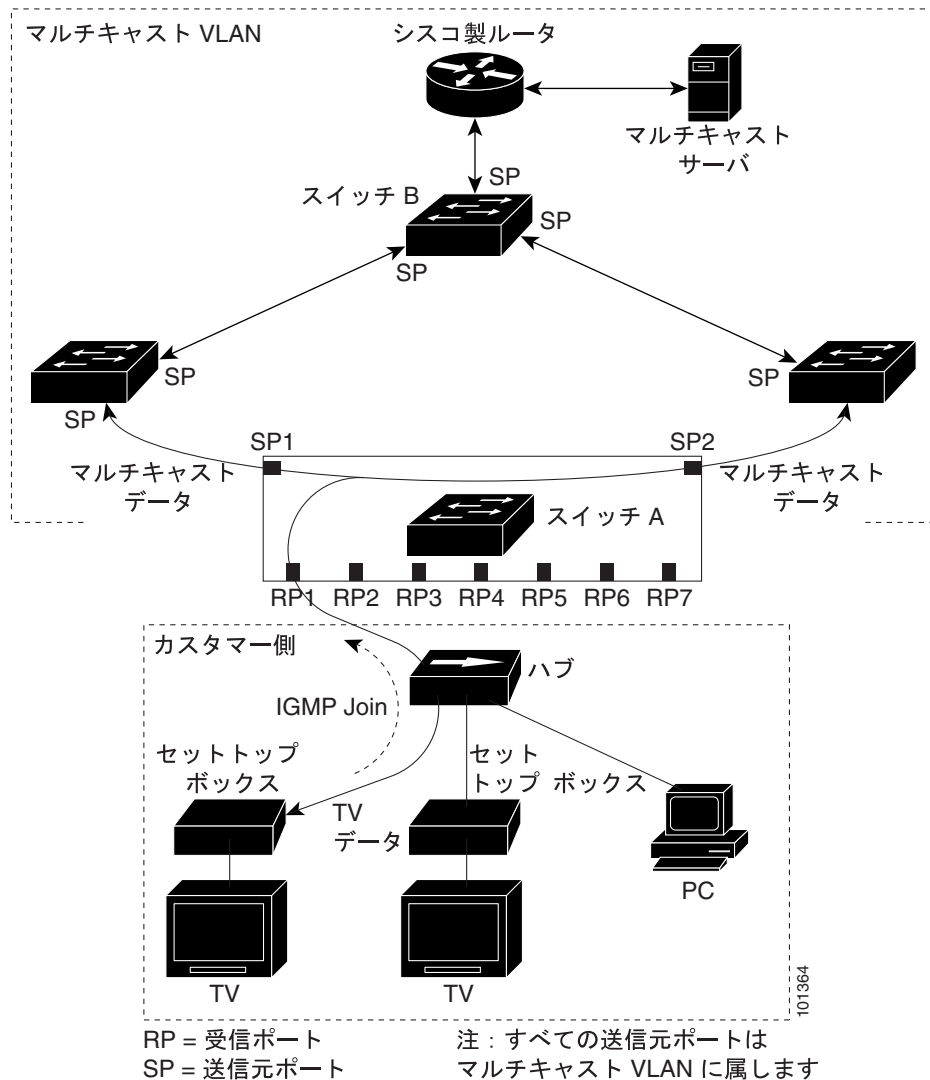 マルチキャスト VLAN
シスコ製ルータ
マルチキャスト
サーバ
SP
スイッチ B
SP
SP
SP
SP
SP
SP1
SP2
マルチキャスト
データ
マルチキャスト
データ
スイッチ A
RP1 RP2 RP3 RP4 RP5 RP6 RP7
カスタマー側
ハブ
IGMP Join
セットトップ
ボックス
セット
トップ ボックス
TV
データ
PC
TV
TV
101364
RP = 受信ポート
SP = 送信元ポート
注 : すべての送信元ポートは
マルチキャスト VLAN に属します